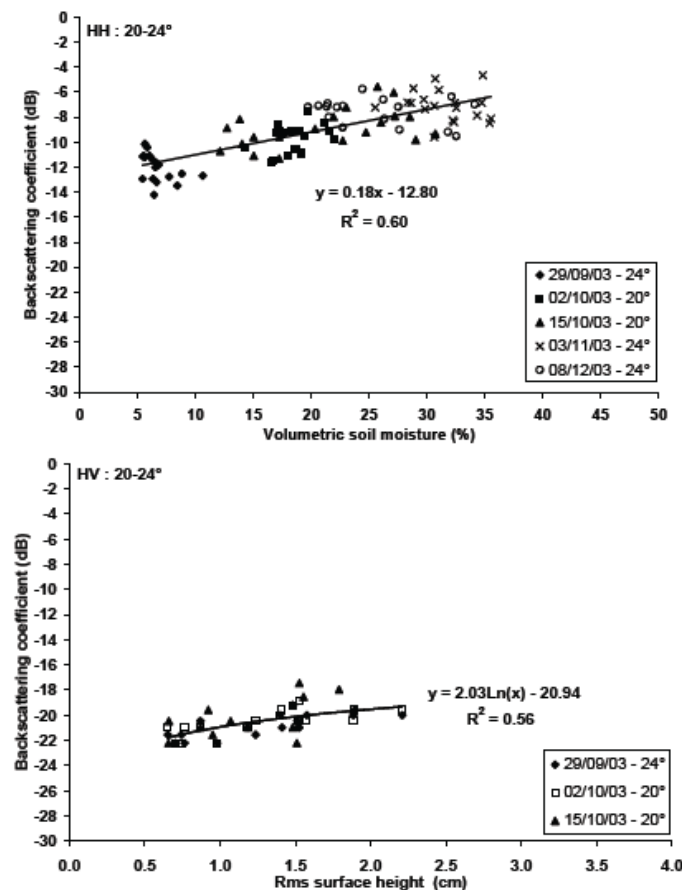 0
-2
-4
-6
-8
-10
-12
-14
-16
-18
-20
-22
-24
-26
-28
-30
Backscattering coefficient (dB)
HH : 20-24°
y = 0.18x - 12.80
R² = 0.60
29/09/03 - 24°
02/10/03 - 20°
15/10/03 - 20°
03/11/03 - 24°
08/12/03 - 24°
0 5 10 15 20 25 30 35 40 45 50
Volumetric soil moisture (%)
0
-2
-4
-6
-8
-10
-12
-14
-16
-18
-20
-22
-24
-26
-28
-30
Backscattering coefficient (dB)
HV : 20-24°
y = 2.03Ln(x) - 20.94
R² = 0.56
29/09/03 - 24°
02/10/03 - 20°
15/10/03 - 20°
0.0 0.5 1.0 1.5 2.0 2.5 3.0 3.5 4.0
Rms surface height (cm)